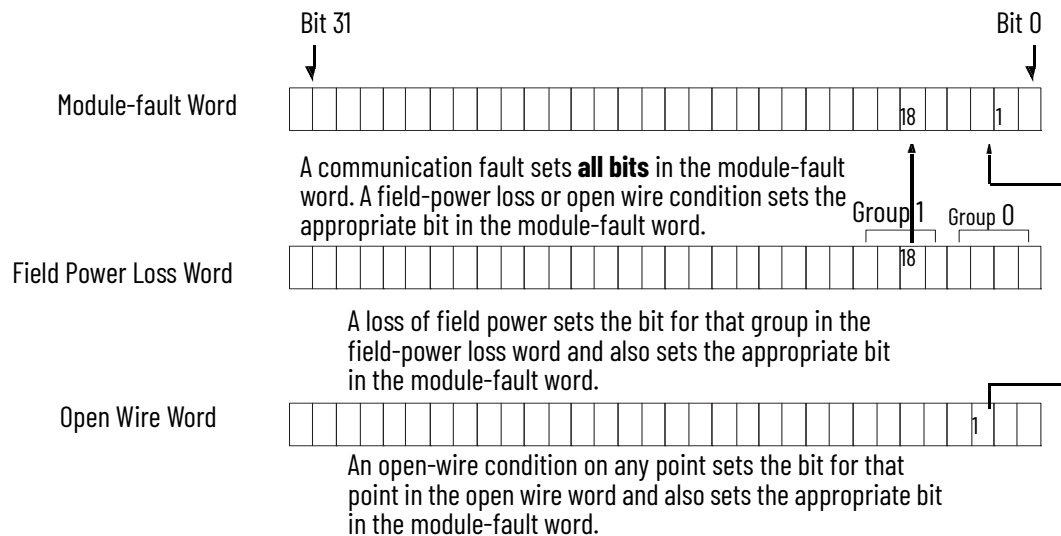 Bit 31
Bit 0
Module-fault Word
18
1
A communication fault sets all bits in the module-fault
word. A field-power loss or open wire condition sets the
appropriate bit in the module-fault word.
Group 1
Group 0
Field Power Loss Word
18
A loss of field power sets the bit for that group in the
field-power loss word and also sets the appropriate bit
in the module-fault word.
Open Wire Word
1
An open-wire condition on any point sets the bit for that
point in the open wire word and also sets the appropriate bit
in the module-fault word.